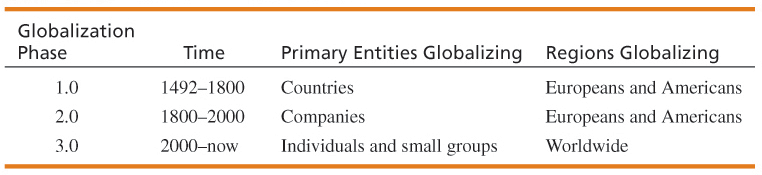 Globalization
Phase Time Primary Entities Globalizing Regions Globalizing
1.0 1492–1800 Countries Europeans and Americans
2.0 1800–2000 Companies Europeans and Americans
3.0 2000–now Individuals and small groups Worldwide